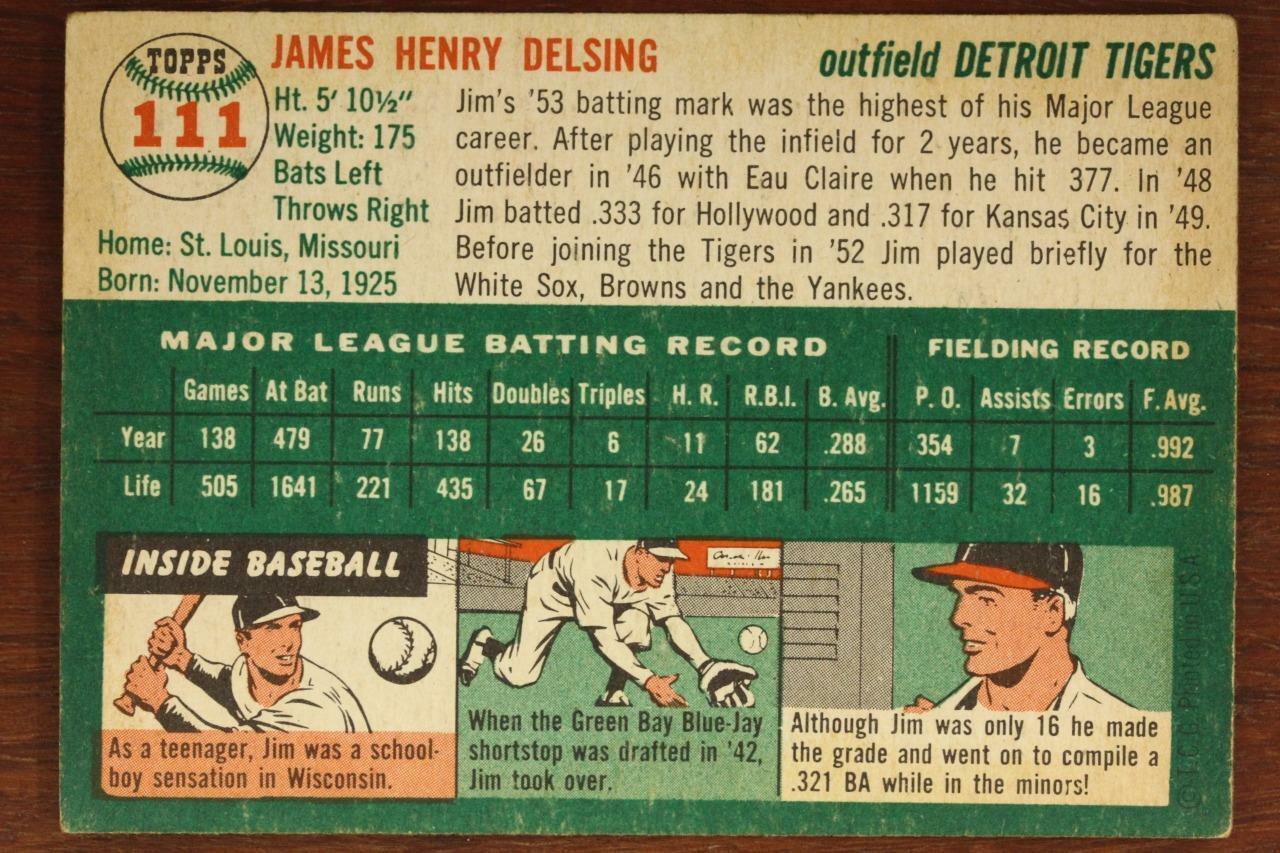 TOPPS
111
JAMES HENRY DELSING
outfield DETROIT TIGERS
Ht. 5' 10½"
Weight: 175
Bats Left
Throws Right
Home: St. Louis, Missouri
Born: November 13, 1925
Jim's '53 batting mark was the highest of his Major League
career. After playing the infield for 2 years, he became an
outfielder in '46 with Eau Claire when he hit 377. In '48
Jim batted .333 for Hollywood and .317 for Kansas City in '49.
Before joining the Tigers in '52 Jim played briefly for the
White Sox, Browns and the Yankees.
MAJOR LEAGUE BATTING RECORD FIELDING RECORD
Games At Bat Runs Hits Doubles Triples H. R. R.B.I. B. Avg. P. O. Assists Errors F. Avg.
Year 138 479 77 138 26 6 11 62 .288 354 7 3 .992
Life 505 1641 221 435 67 17 24 181 .265 1159 32 16 .987
INSIDE BASEBALL
As a teenager, Jim was a school-
boy sensation in Wisconsin.
When the Green Bay Blue-Jay
shortstop was drafted in '42,
Jim took over.
Although Jim was only 16 he made
the grade and went on to compile a
.321 BA while in the minors!
© T.C.G. Printed in U.S.A.